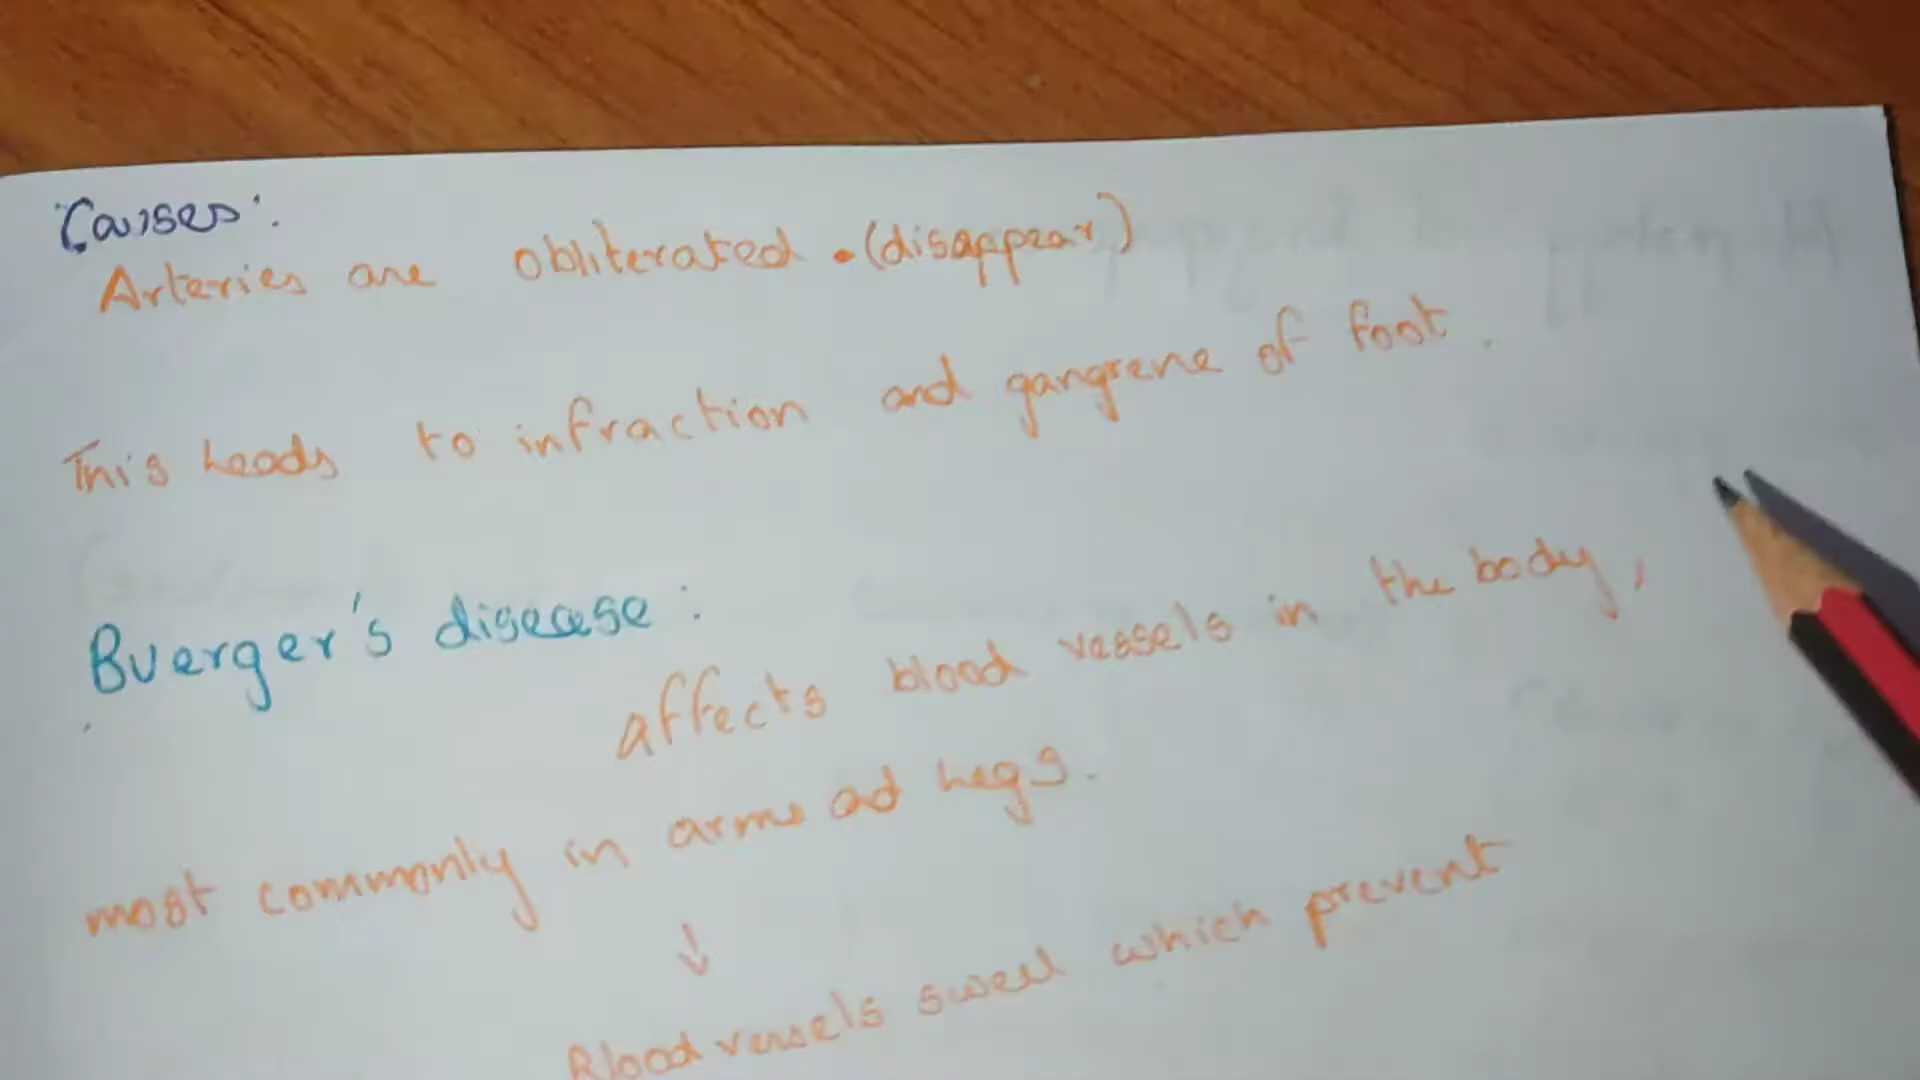 Causes:
Arteries are obliterated . (disappear)
This leads to infraction and gangrene of foot .
Buerger's disease :
affects blood vessels in the body,
most commonly in arms ad legs.
↓
Blood vessels swell which prevent